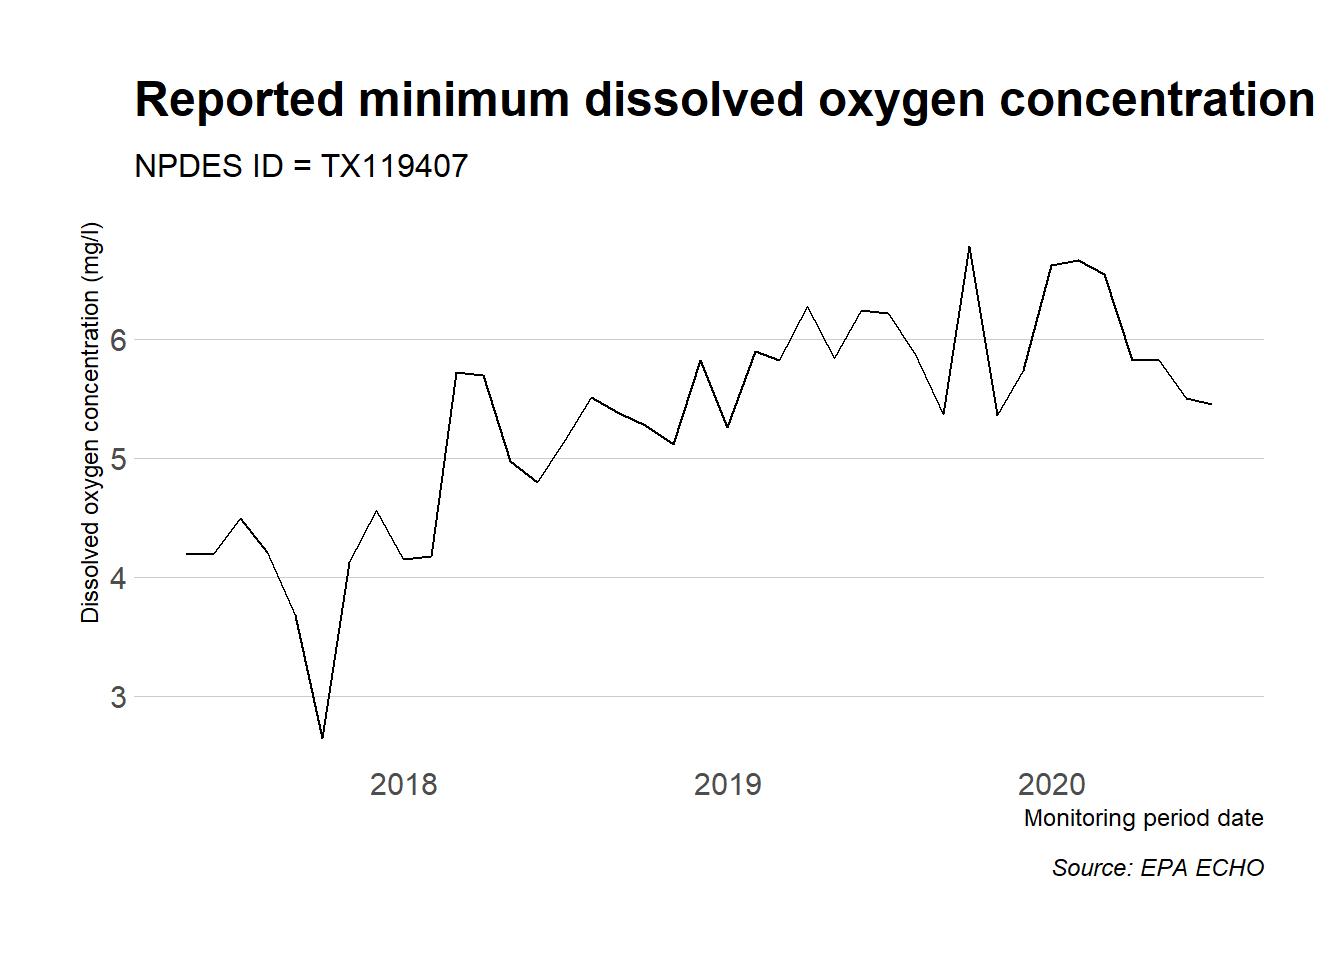 Reported minimum dissolved oxygen concentration
NPDES ID = TX119407
Dissolved oxygen concentration (mg/l)
6
5
4
3
2018
2019
2020
Monitoring period date
Source: EPA ECHO